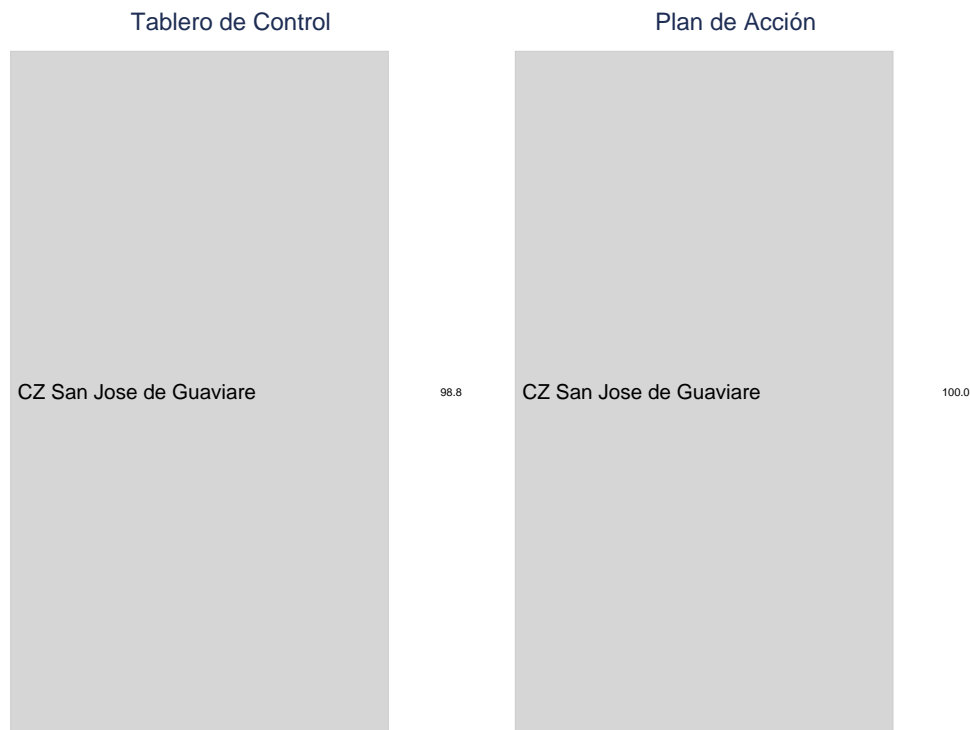 Tablero de Control
CZ San Jose de Guaviare 98.8
Plan de Acción
CZ San Jose de Guaviare 100.0